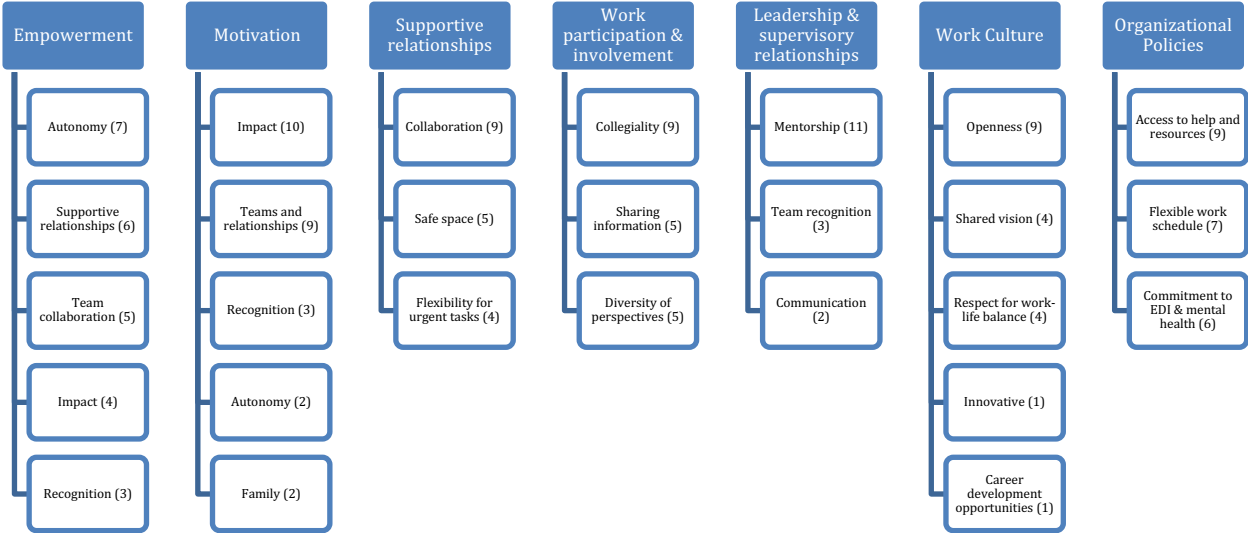 Empowerment
Autonomy (7)
Supportive
relationships (6)
Team
collaboration (5)
Impact (4)
Recognition (3)
Motivation
Impact (10)
Teams and
relationships (9)
Recognition (3)
Autonomy (2)
Family (2)
Supportive
relationships
Collaboration (9)
Safe space (5)
Flexibility for
urgent tasks (4)
Work
participation &
involvement
Collegiality (9)
Sharing
information (5)
Diversity of
perspectives (5)
Leadership &
supervisory
relationships
Mentorship (11)
Team recognition
(3)
Communication
(2)
Work Culture
Openness (9)
Shared vision (4)
Respect for work-
life balance (4)
Innovative (1)
Career
development
opportunities (1)
Organizational
Policies
Access to help and
resources (9)
Flexible work
schedule (7)
Commitment to
EDI & mental
health (6)